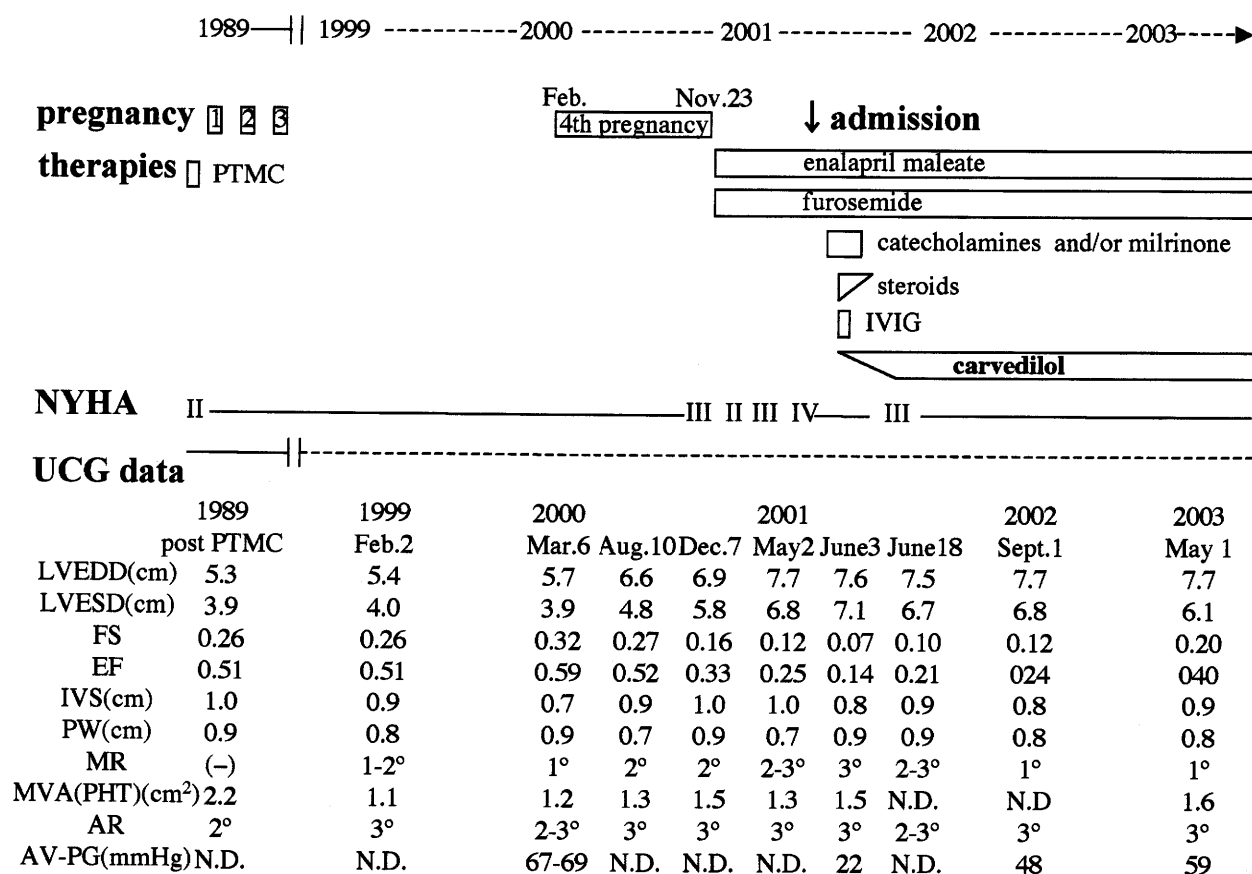 1989 1999 2000 2001 2002 2003
Feb. Nov.23
pregnancy 1 2 3 4th pregnancy ↓ admission
therapies PTMC enalapril maleate
furosemide
catecholamines and/or milrinone
steroids
IVIG
carvedilol
NYHA II III II III IV III
UCG data
1989 1999 2000 2001 2002 2003
post PTMC Feb.2 Mar.6 Aug.10 Dec.7 May2 June3 June18 Sept.1 May 1
LVEDD(cm) 5.3 5.4 5.7 6.6 6.9 7.7 7.6 7.5 7.7 7.7
LVESD(cm) 3.9 4.0 3.9 4.8 5.8 6.8 7.1 6.7 6.8 6.1
FS 0.26 0.26 0.32 0.27 0.16 0.12 0.07 0.10 0.12 0.20
EF 0.51 0.51 0.59 0.52 0.33 0.25 0.14 0.21 024 040
IVS(cm) 1.0 0.9 0.7 0.9 1.0 1.0 0.8 0.9 0.8 0.9
PW(cm) 0.9 0.8 0.9 0.7 0.9 0.7 0.9 0.9 0.8 0.8
MR (–) 1-2° 1° 2° 2° 2-3° 3° 2-3° 1° 1°
MVA(PHT)(cm²) 2.2 1.1 1.2 1.3 1.5 1.3 1.5 N.D. N.D 1.6
AR 2° 3° 2-3° 3° 3° 3° 3° 2-3° 3° 3°
AV-PG(mmHg) N.D. N.D. 67-69 N.D. N.D. N.D. 22 N.D. 48 59